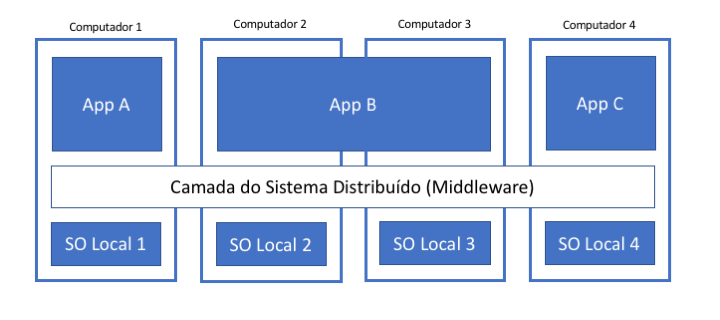 Computador 1
Computador 2
Computador 3
Computador 4
App A
App B
App C
Camada do Sistema Distribuído (Middleware)
SO Local 1
SO Local 2
SO Local 3
SO Local 4